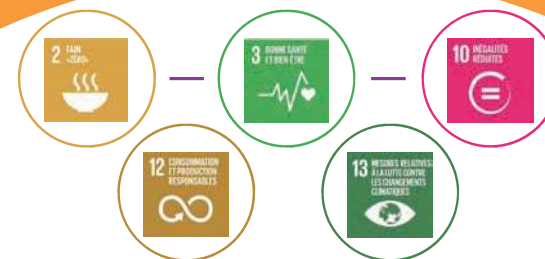 2 FAIM
«ZÉRO»
3 BONNE SANTÉ
ET BIEN-ÊTRE
10 INÉGALITÉS
RÉDUITES
12 CONSOMMATION
ET PRODUCTION
RESPONSABLES
13 MESURES RELATIVES
À LA LUTTE CONTRE
LES CHANGEMENTS
CLIMATIQUES